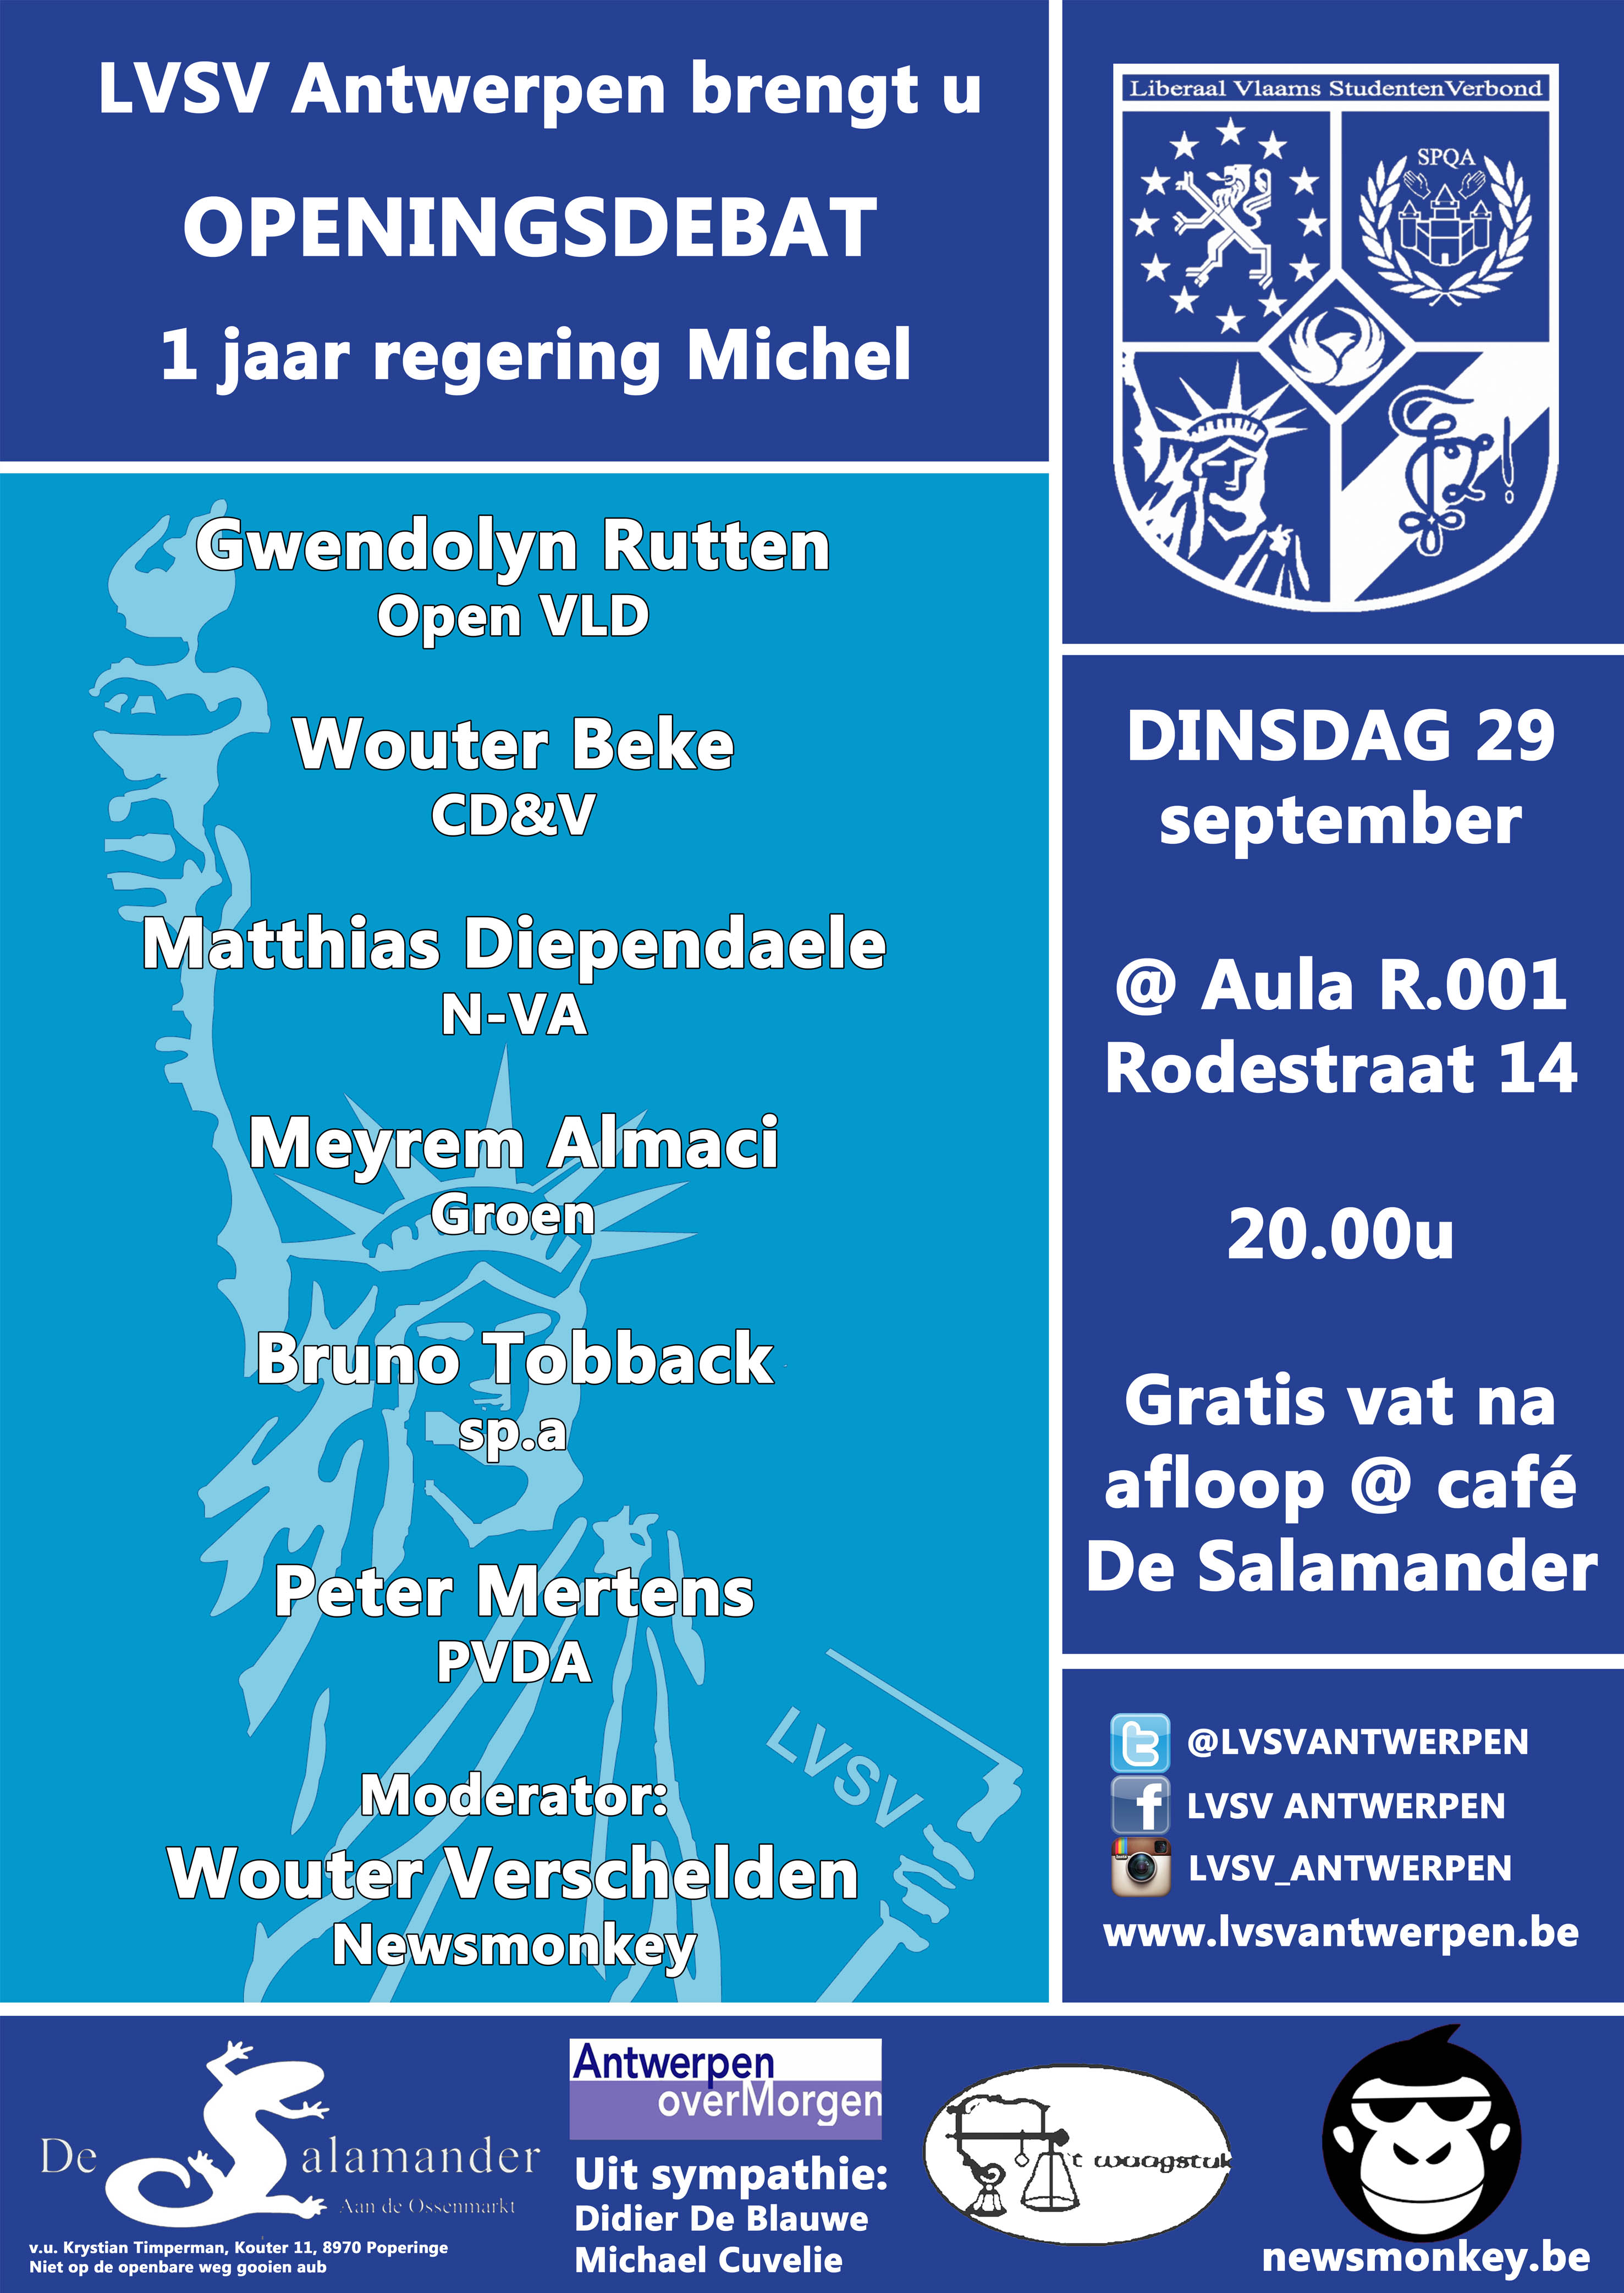 LVSV Antwerpen brengt u
OPENINGSDEBAT
1 jaar regering Michel
Liberaal Vlaams StudentenVerbond
SPQA
Gwendolyn Rutten
Open VLD
Wouter Beke
CD&V
Matthias Diependaele
N-VA
Meyrem Almaci
Groen
Bruno Tobback
sp.a
Peter Mertens
PVDA
LVSV
Moderator:
Wouter Verschelden
Newsmonkey
DINSDAG 29
september
@ Aula R.001
Rodestraat 14
20.00u
Gratis vat na
afloop @ café
De Salamander
@LVSVANTWERPEN
LVSV ANTWERPEN
LVSV_ANTWERPEN
www.lvsvantwerpen.be
De Salamander
Aan de Ossenmarkt
v.u. Krystian Timperman, Kouter 11, 8970 Poperinge
Niet op de openbare weg gooien aub
Antwerpen
overMorgen
Uit sympathie:
Didier De Blauwe
Michael Cuvelie
't waagstuk
newsmonkey.be